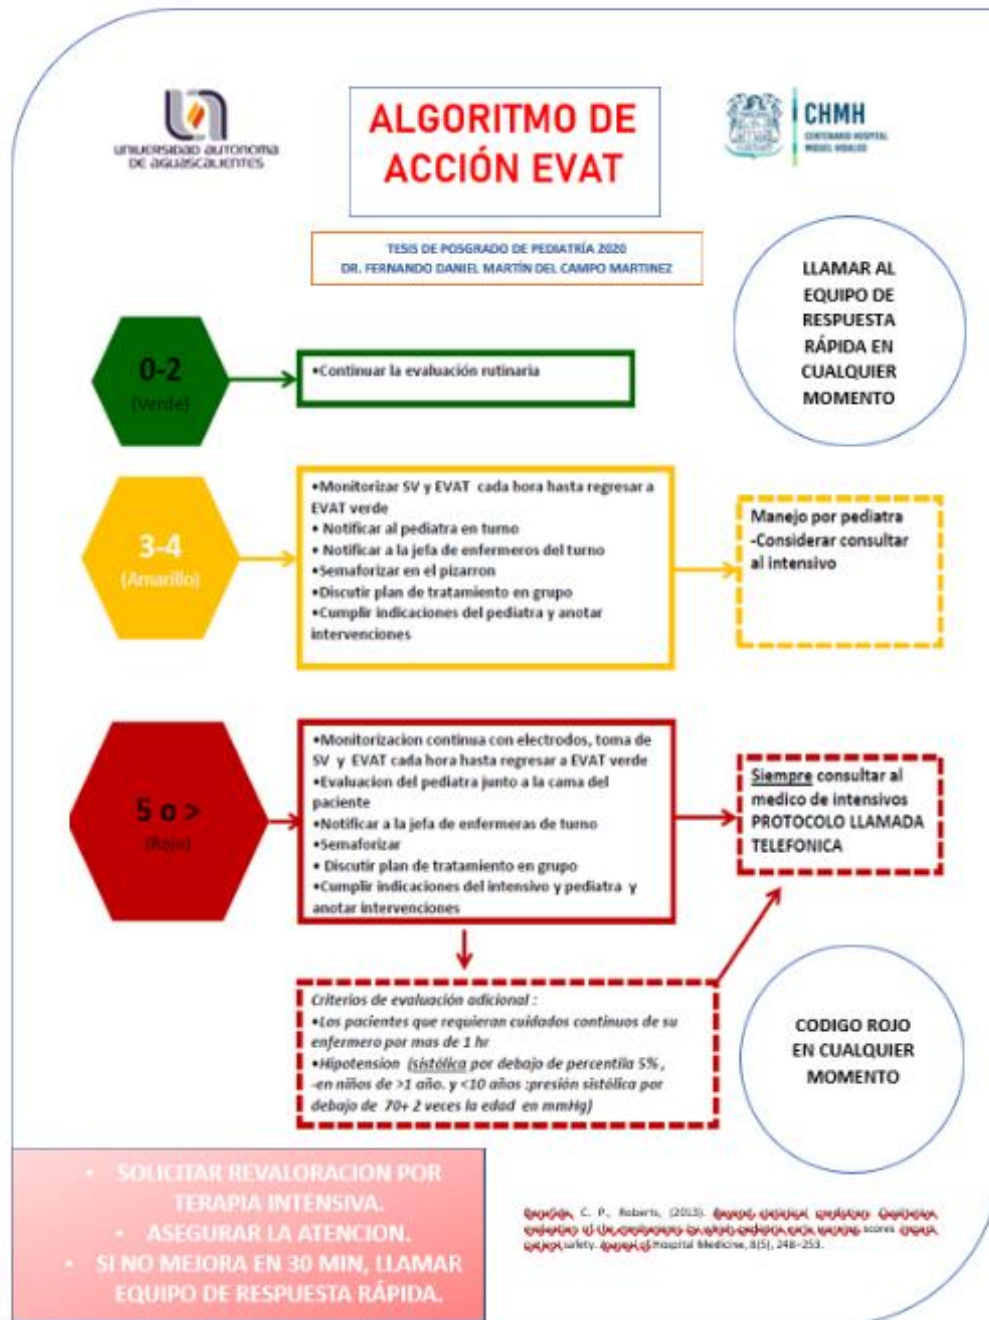 UNIVERSIDAD AUTONOMA
DE AGUASCALIENTES
ALGORITMO DE
ACCIÓN EVAT
CHMH
CENTENARIO HOSPITAL
MIGUEL HIDALGO
TESIS DE POSGRADO DE PEDIATRÍA 2020
DR. FERNANDO DANIEL MARTÍN DEL CAMPO MARTINEZ
LLAMAR AL
EQUIPO DE
RESPUESTA
RÁPIDA EN
CUALQUIER
MOMENTO
0-2
(Verde)
•Continuar la evaluación rutinaria
3-4
(Amarillo)
•Monitorizar SV y EVAT cada hora hasta regresar a
EVAT verde
• Notificar al pediatra en turno
• Notificar a la jefa de enfermeros del turno
•Semaforizar en el pizarron
•Discutir plan de tratamiento en grupo
•Cumplir indicaciones del pediatra y anotar
intervenciones
Manejo por pediatra
-Considerar consultar
al intensivo
5 o >
(Rojo)
•Monitorizacion continua con electrodos, toma de
SV y EVAT cada hora hasta regresar a EVAT verde
•Evaluacion del pediatra junto a la cama del
paciente
•Notificar a la jefa de enfermeras de turno
•Semaforizar
• Discutir plan de tratamiento en grupo
•Cumplir indicaciones del intensivo y pediatra y
anotar intervenciones
Siempre consultar al
medico de intensivos
PROTOCOLO LLAMADA
TELEFONICA
Criterios de evaluación adicional :
•Los pacientes que requieran cuidados continuos de su
enfermero por mas de 1 hr
•Hipotension (sistólica por debajo de percentila 5% ,
-en niños de >1 año. y <10 años :presión sistólica por
debajo de 70+ 2 veces la edad en mmHg)
CODIGO ROJO
EN CUALQUIER
MOMENTO
• SOLICITAR REVALORACION POR
TERAPIA INTENSIVA.
• ASEGURAR LA ATENCION.
• SI NO MEJORA EN 30 MIN, LLAMAR
EQUIPO DE RESPUESTA RÁPIDA.
C. P., Roberts, (2013).
scores
safety. Journal of Hospital Medicine, 8(5), 248–253.